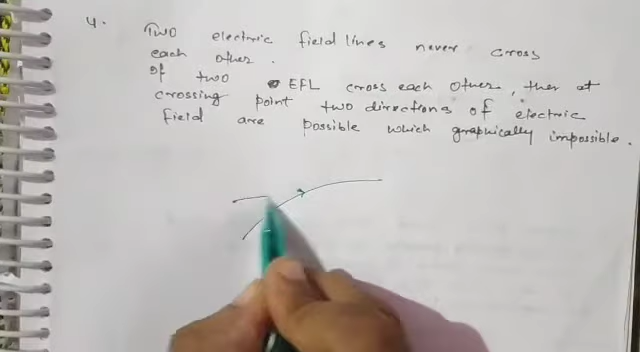 4. Two electric field lines never cross
each other.
If two EFL cross each other, then at
crossing point two directions of electric
field are possible which graphically impossible.